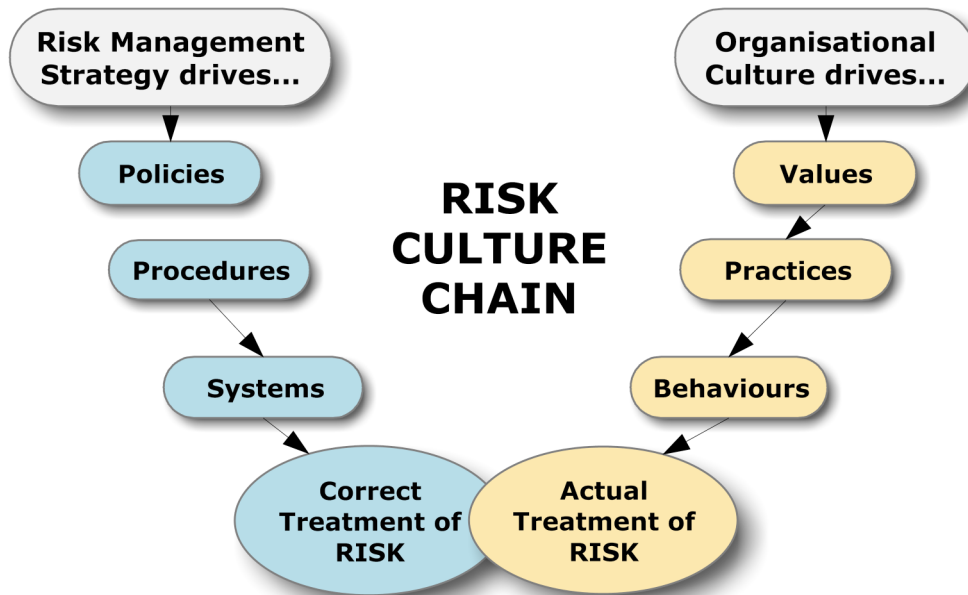 Risk Management
Strategy drives...
Organisational
Culture drives...
Policies
Values
RISK
CULTURE
CHAIN
Procedures
Practices
Systems
Behaviours
Correct
Treatment of
RISK
Actual
Treatment of
RISK